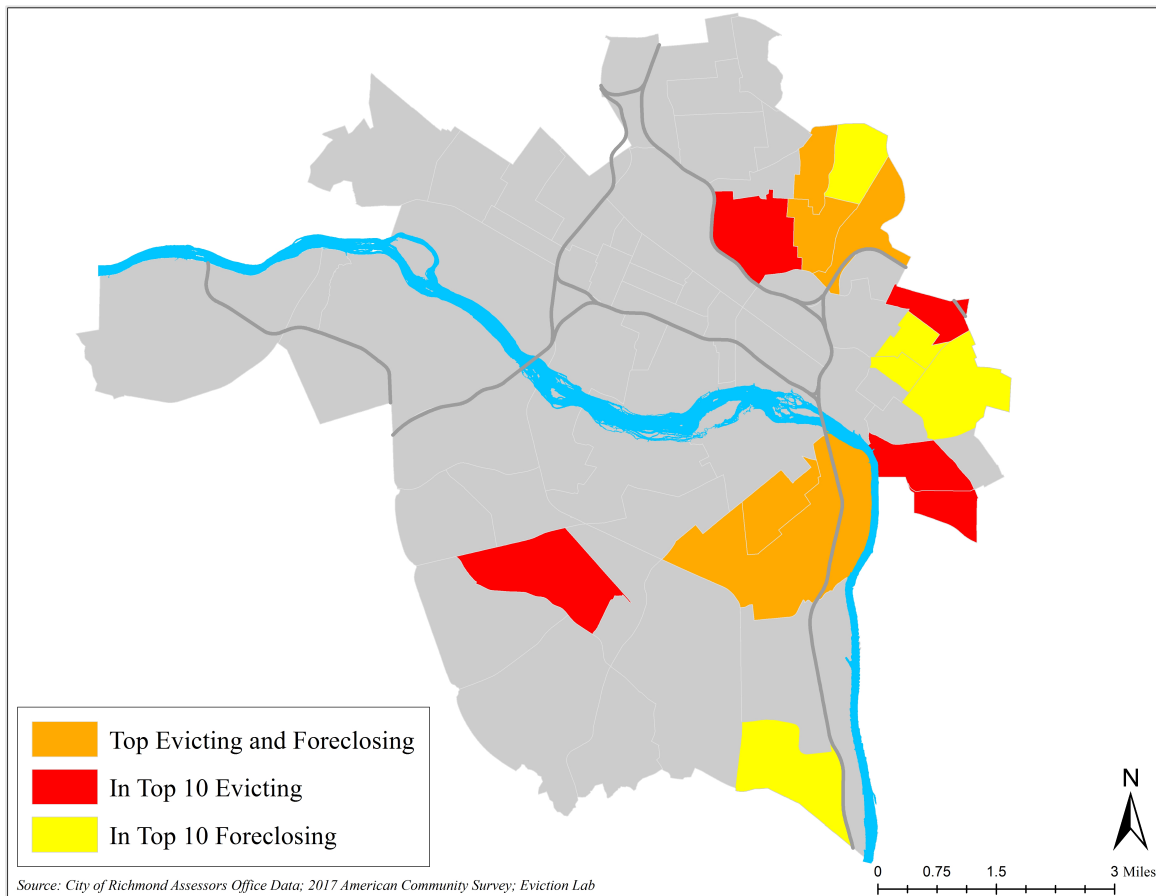 Top Evicting and Foreclosing
In Top 10 Evicting
In Top 10 Foreclosing
Source: City of Richmond Assessors Office Data; 2017 American Community Survey; Eviction Lab
N
0 0.75 1.5 3 Miles